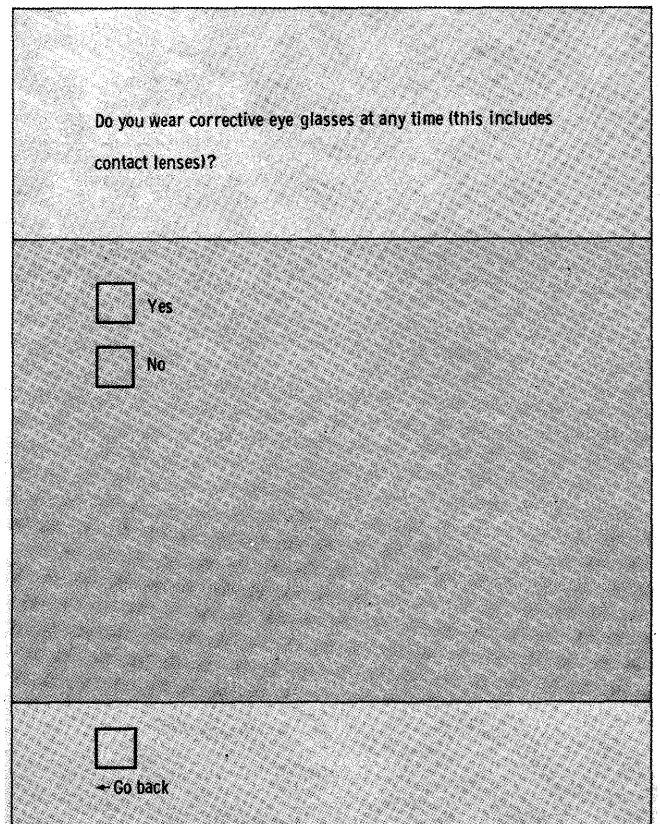 Do you wear corrective eye glasses at any time (this includes
contact lenses)?
Yes
No
←Go back